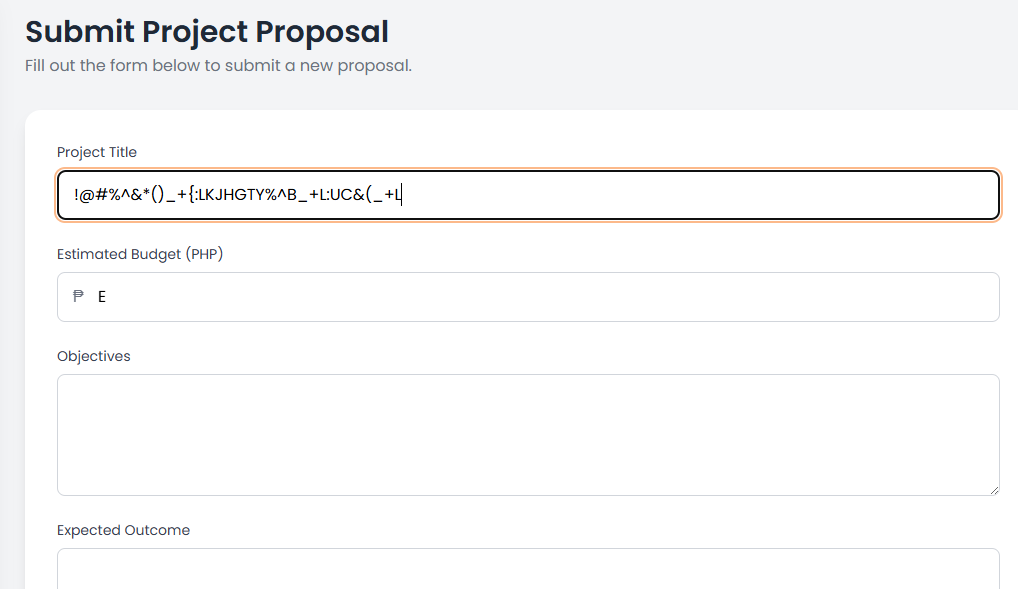 Submit Project Proposal
Fill out the form below to submit a new proposal.
Project Title
!@#%^&*()_+{:LKJHGTY%^B_+L:UC&(_+L
Estimated Budget (PHP)
₱ E
Objectives
Expected Outcome